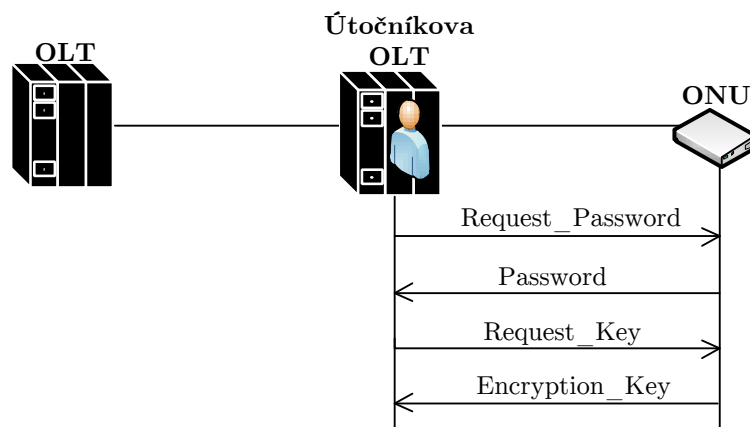 OLT
Útočníkova
OLT
ONU
Request_Password
Password
Request_Key
Encryption_Key